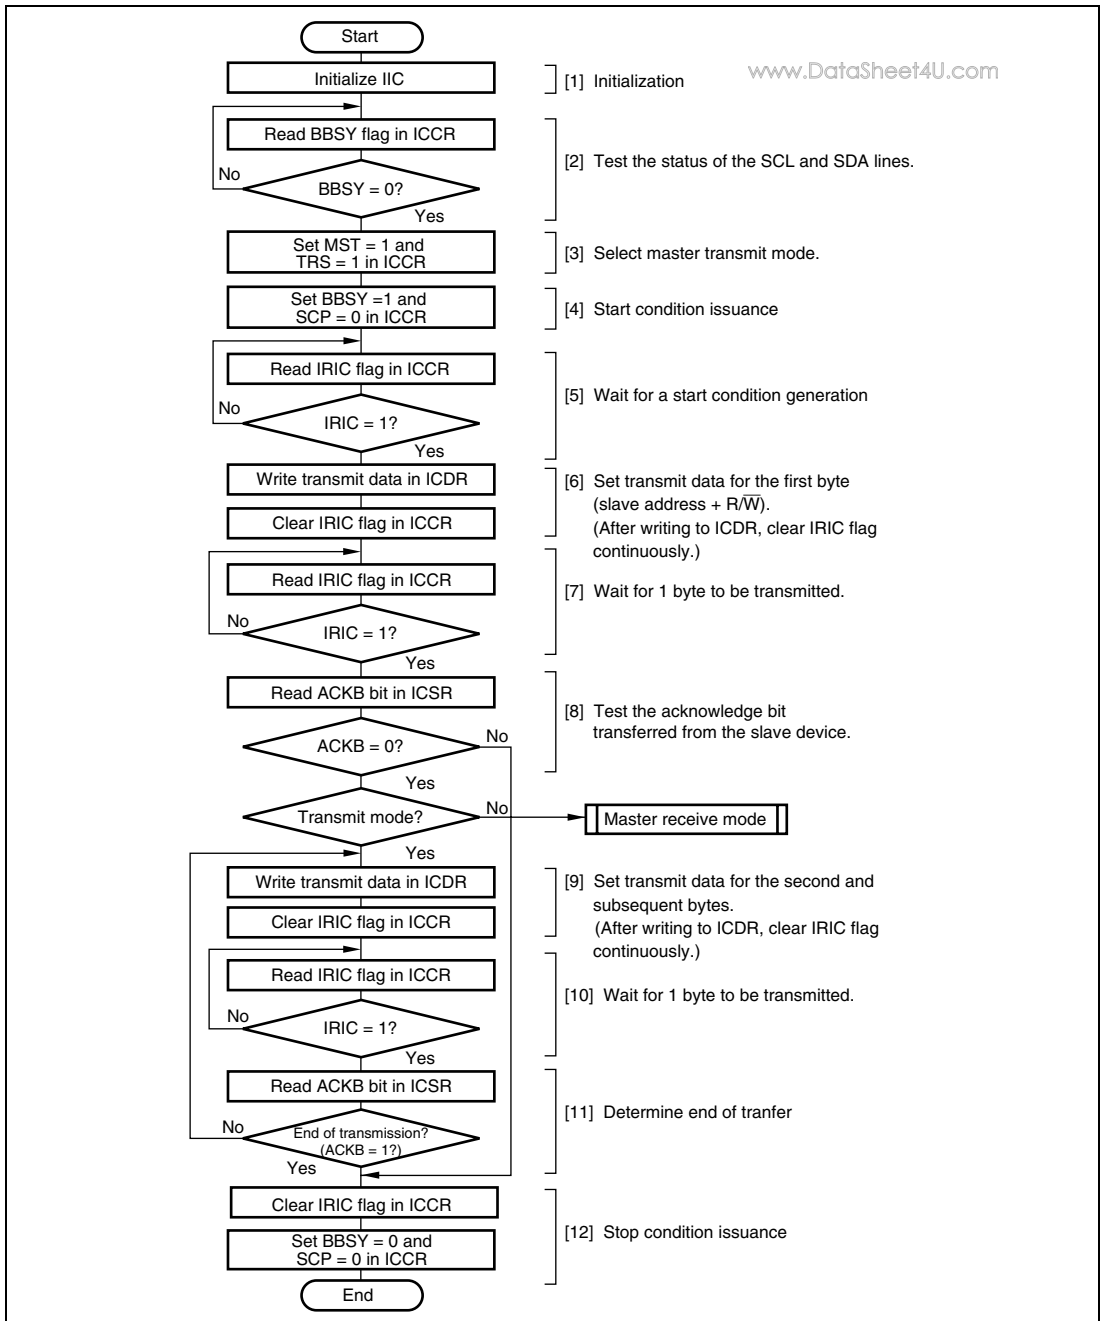 Start
www.DataSheet4U.com
Initialize IIC
[1] Initialization
Read BBSY flag in ICCR
[2] Test the status of the SCL and SDA lines.
No
BBSY = 0?
Yes
Set MST = 1 and
TRS = 1 in ICCR
[3] Select master transmit mode.
Set BBSY =1 and
SCP = 0 in ICCR
[4] Start condition issuance
Read IRIC flag in ICCR
[5] Wait for a start condition generation
No
IRIC = 1?
Yes
Write transmit data in ICDR
[6] Set transmit data for the first byte
(slave address + R/W̅).
(After writing to ICDR, clear IRIC flag
continuously.)
Clear IRIC flag in ICCR
Read IRIC flag in ICCR
[7] Wait for 1 byte to be transmitted.
No
IRIC = 1?
Yes
Read ACKB bit in ICSR
[8] Test the acknowledge bit
transferred from the slave device.
ACKB = 0?
No
Yes
Transmit mode?
No
Master receive mode
Yes
Write transmit data in ICDR
[9] Set transmit data for the second and
subsequent bytes.
(After writing to ICDR, clear IRIC flag
continuously.)
Clear IRIC flag in ICCR
Read IRIC flag in ICCR
[10] Wait for 1 byte to be transmitted.
No
IRIC = 1?
Yes
Read ACKB bit in ICSR
[11] Determine end of tranfer
No
End of transmission?
(ACKB = 1?)
Yes
Clear IRIC flag in ICCR
[12] Stop condition issuance
Set BBSY = 0 and
SCP = 0 in ICCR
End